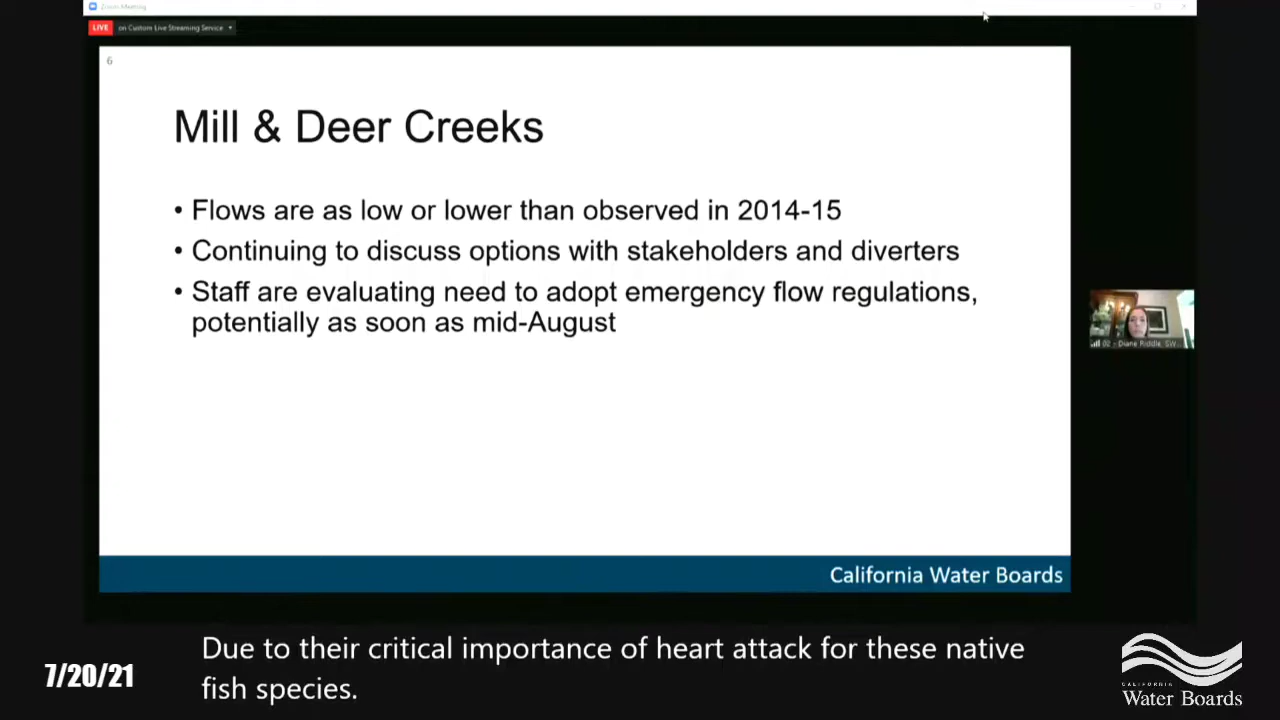 Zoom Meeting
LIVE
on Custom Live Streaming Service
6
Mill & Deer Creeks
• Flows are as low or lower than observed in 2014-15
• Continuing to discuss options with stakeholders and diverters
• Staff are evaluating need to adopt emergency flow regulations,
potentially as soon as mid-August
02 - Diane Riddle, SW...
California Water Boards
7/20/21
Due to their critical importance of heart attack for these native
fish species.
CALIFORNIA
Water Boards